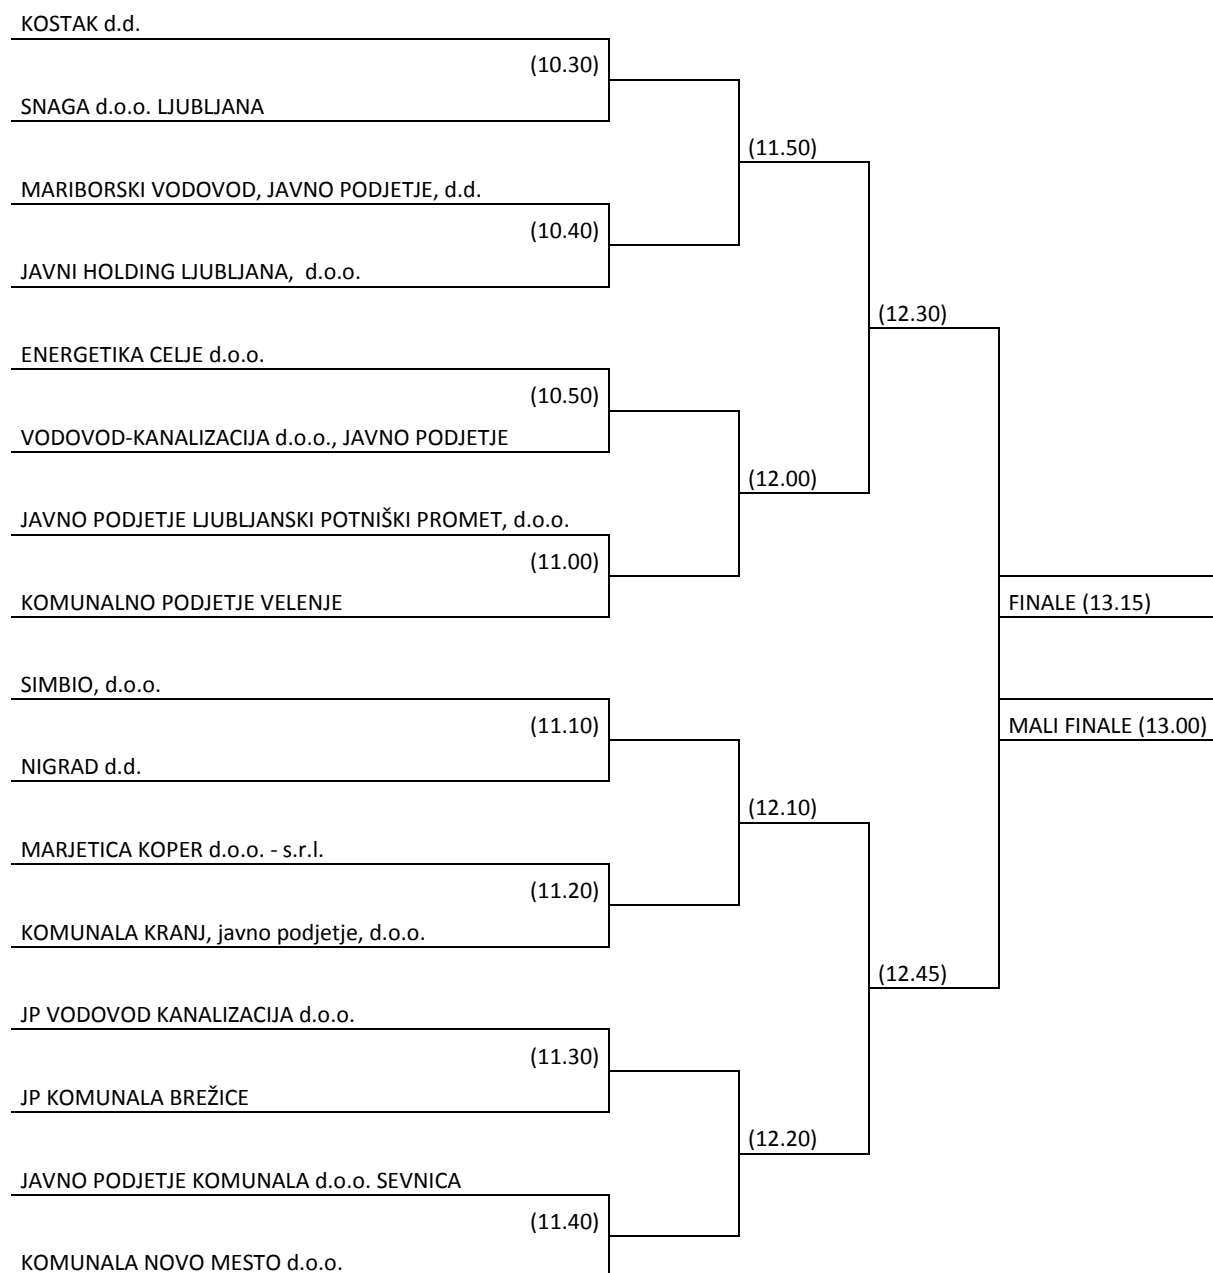 KOSTAK d.d.
(10.30)
SNAGA d.o.o. LJUBLJANA
(11.50)
MARIBORSKI VODOVOD, JAVNO PODJETJE, d.d.
(10.40)
JAVNI HOLDING LJUBLJANA, d.o.o.
(12.30)
ENERGETIKA CELJE d.o.o.
(10.50)
VODOVOD-KANALIZACIJA d.o.o., JAVNO PODJETJE
(12.00)
JAVNO PODJETJE LJUBLJANSKI POTNIŠKI PROMET, d.o.o.
(11.00)
KOMUNALNO PODJETJE VELENJE
FINALE (13.15)
SIMBIO, d.o.o.
(11.10)
MALI FINALE (13.00)
NIGRAD d.d.
(12.10)
MARJETICA KOPER d.o.o. - s.r.l.
(11.20)
KOMUNALA KRANJ, javno podjetje, d.o.o.
(12.45)
JP VODOVOD KANALIZACIJA d.o.o.
(11.30)
JP KOMUNALA BREŽICE
(12.20)
JAVNO PODJETJE KOMUNALA d.o.o. SEVNICA
(11.40)
KOMUNALA NOVO MESTO d.o.o.